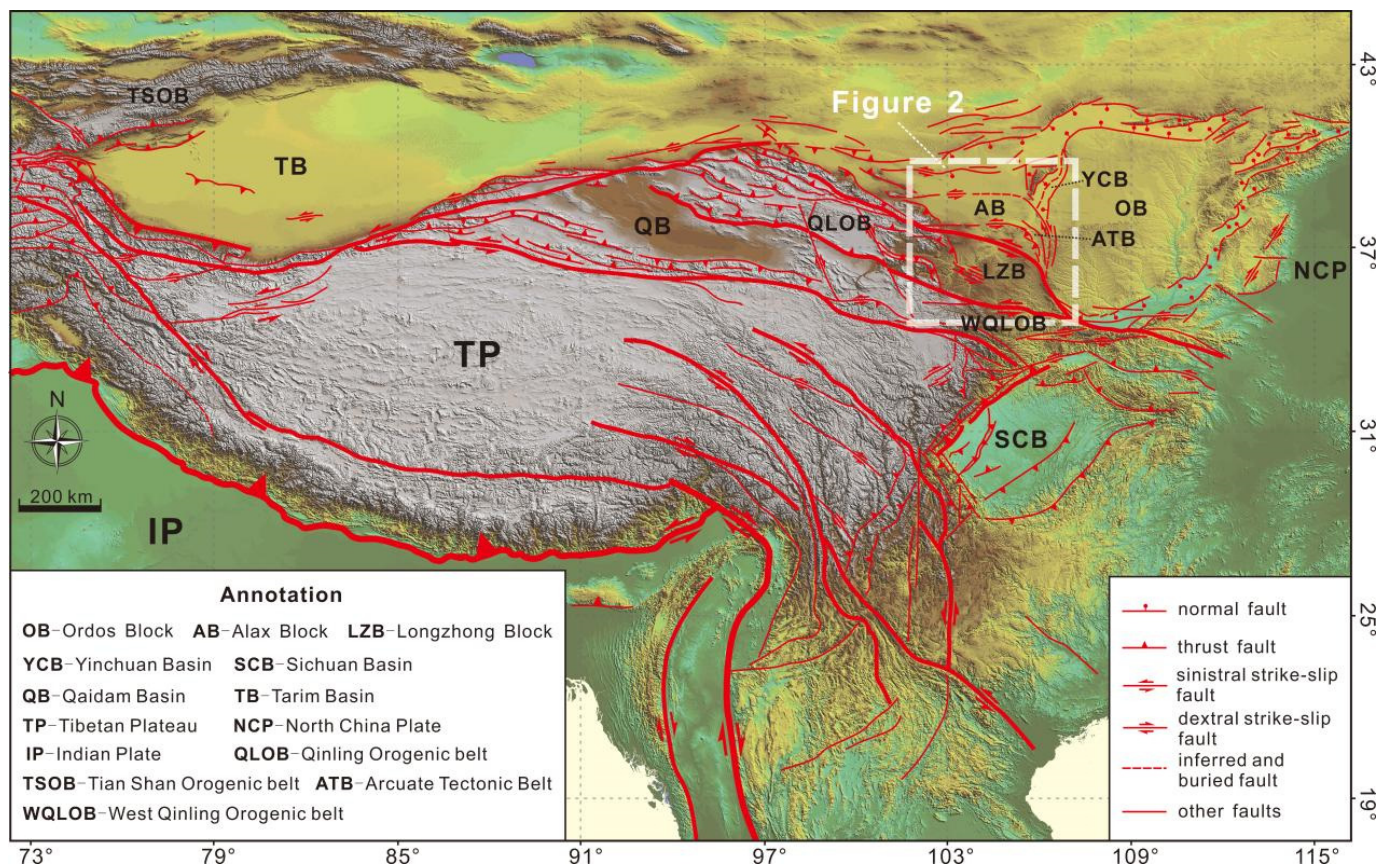 43°
TSOB
Figure 2
TB
YCB
QB
QLOB
AB
OB
ATB
37°
LZB
NCP
WQLOB
TP
N
SCB
31°
200 km
IP
Annotation
OB-Ordos Block AB-Alax Block LZB-Longzhong Block
YCB-Yinchuan Basin SCB-Sichuan Basin
QB-Qaidam Basin TB-Tarim Basin
TP-Tibetan Plateau NCP-North China Plate
IP-Indian Plate QLOB-Qinling Orogenic belt
TSOB-Tian Shan Orogenic belt ATB-Arcuate Tectonic Belt
WQLOB-West Qinling Orogenic belt
normal fault
25°
thrust fault
sinistral strike-slip
fault
dextral strike-slip
fault
inferred and
buried fault
19°
other faults
73° 79° 85° 91° 97° 103° 109° 115°